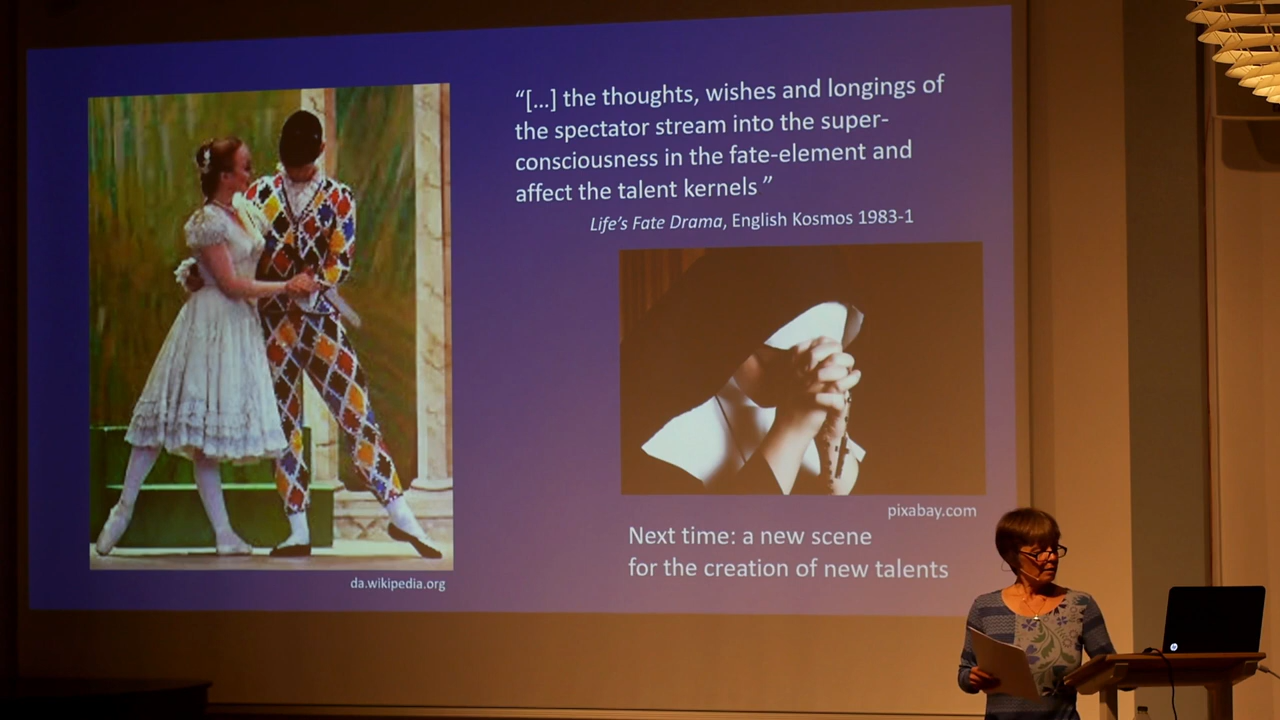 “[...] the thoughts, wishes and longings of
the spectator stream into the super-
consciousness in the fate-element and
affect the talent kernels”
Life’s Fate Drama, English Kosmos 1983-1
pixabay.com
Next time: a new scene
for the creation of new talents
da.wikipedia.org
hp